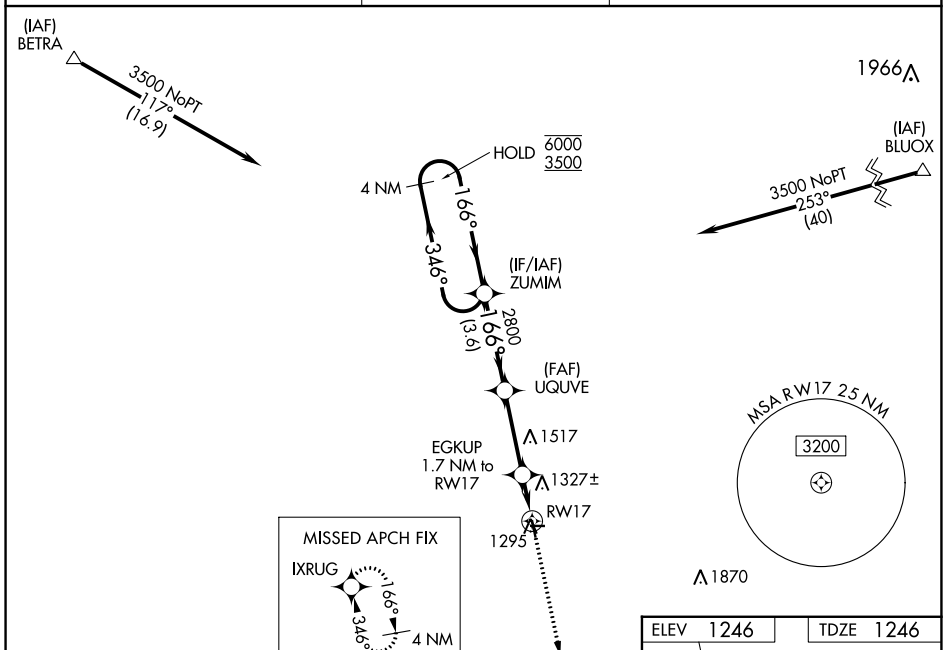 (IAF)
BETRA
3500 NoPT
117°
(16.9)
1966
(IAF)
BLUOX
3500 NoPT
253°
(40)
HOLD 6000
3500
4 NM
166°
346°
(IF/IAF)
ZUMIM
2800
166°
(3.6)
(FAF)
UQUVE
1517
EGKUP
1.7 NM to
RW17
1327±
RW17
1295
MSA RW17 25 NM
3200
MISSED APCH FIX
IXRUG
166°
346°
4 NM
1870
ELEV 1246
TDZE 1246